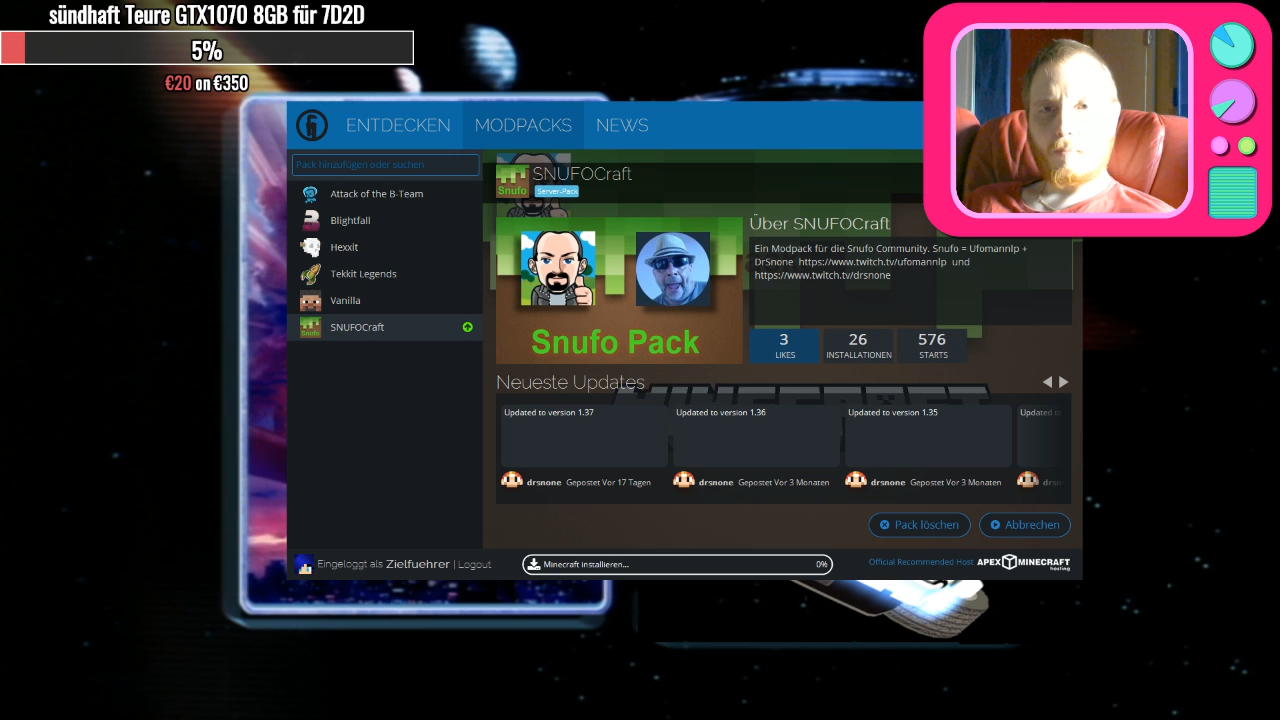 sündhaft Teure GTX1070 8GB für 7D2D
5%
€20 on €350
ENTDECKEN
MODPACKS
NEWS
Pack hinzufügen oder suchen
Attack of the B-Team
Blightfall
Hexxit
Tekkit Legends
Vanilla
SNUFOCraft
Snufo
SNUFOCraft
Server-Pack
Snufo Pack
Über SNUFOCraft
Ein Modpack für die Snufo Community. Snufo = Ufomannlp +
DrSnone https://www.twitch.tv/ufomannlp und
https://www.twitch.tv/drsnone
3
LIKES
26
INSTALLATIONEN
576
STARTS
Neueste Updates
Updated to version 1.37
drsnone Gepostet Vor 17 Tagen
Updated to version 1.36
drsnone Gepostet Vor 3 Monaten
Updated to version 1.35
drsnone Gepostet Vor 3 Monaten
Updated to
Pack löschen
Abbrechen
Eingeloggt als Zielfuehrer | Logout
Minecraft installieren... 0%
Official Recommended Host APEX MINECRAFT
hosting